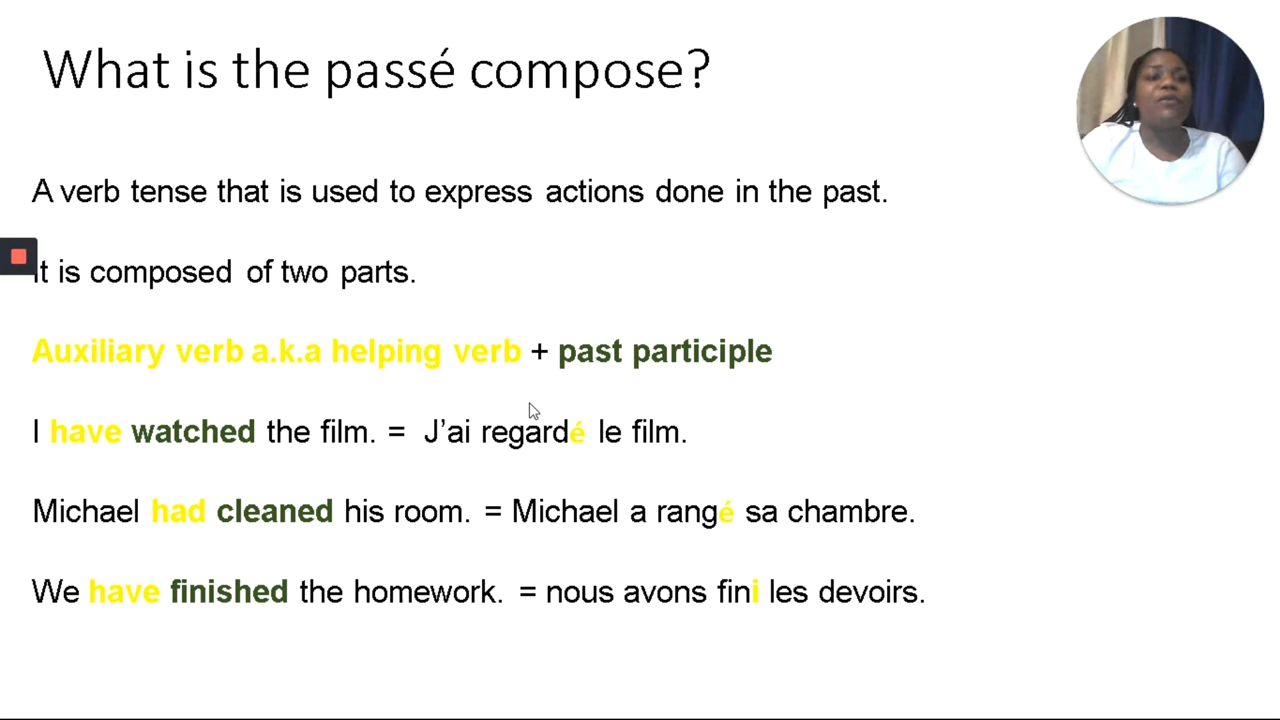 What is the passé compose?
A verb tense that is used to express actions done in the past.
It is composed of two parts.
Auxiliary verb a.k.a helping verb + past participle
I have watched the film. = J’ai regardé le film.
Michael had cleaned his room. = Michael a rangé sa chambre.
We have finished the homework. = nous avons fini les devoirs.